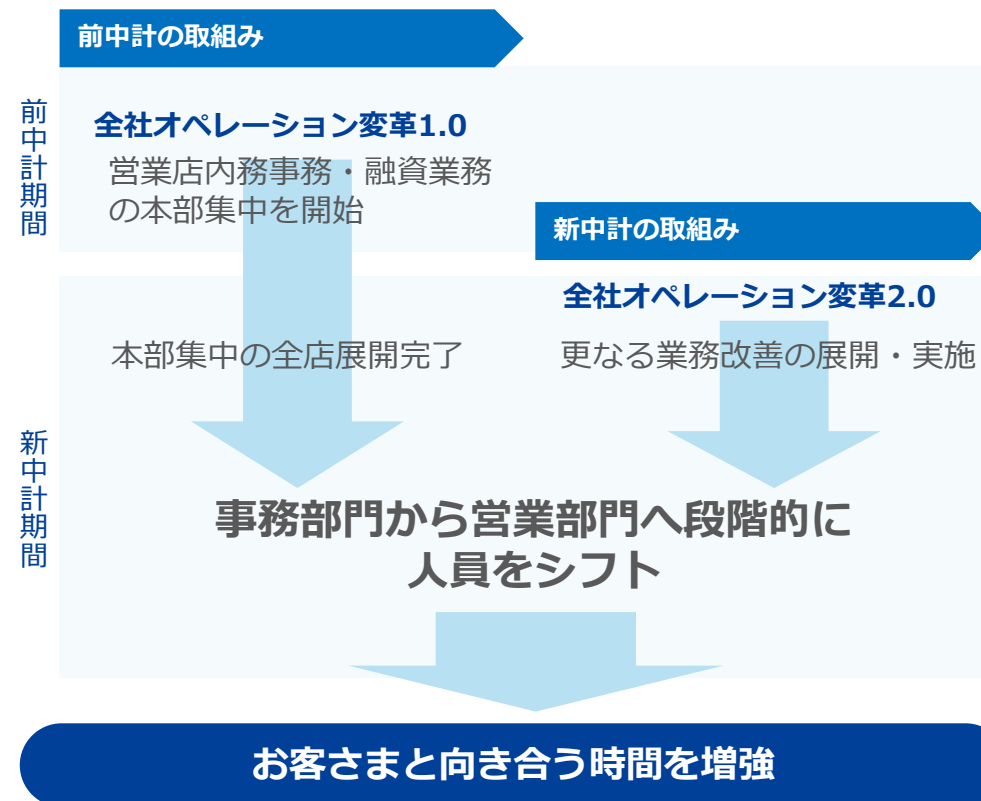 前中計の取組み
前中計期間
全社オペレーション変革1.0
営業店内務事務・融資業務
の本部集中を開始
新中計の取組み
全社オペレーション変革2.0
本部集中の全店展開完了
更なる業務改善の展開・実施
新中計期間
事務部門から営業部門へ段階的に
人員をシフト
お客さまと向き合う時間を増強